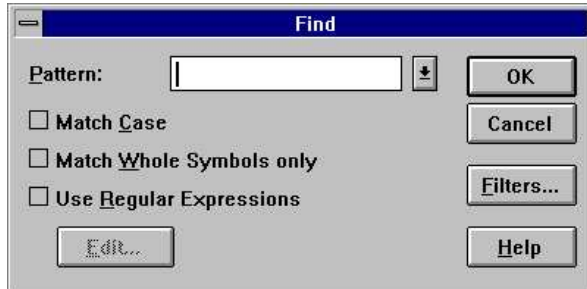 Find
Pattern:
OK
Match Case
Cancel
Match Whole Symbols only
Filters...
Use Regular Expressions
Edit...
Help